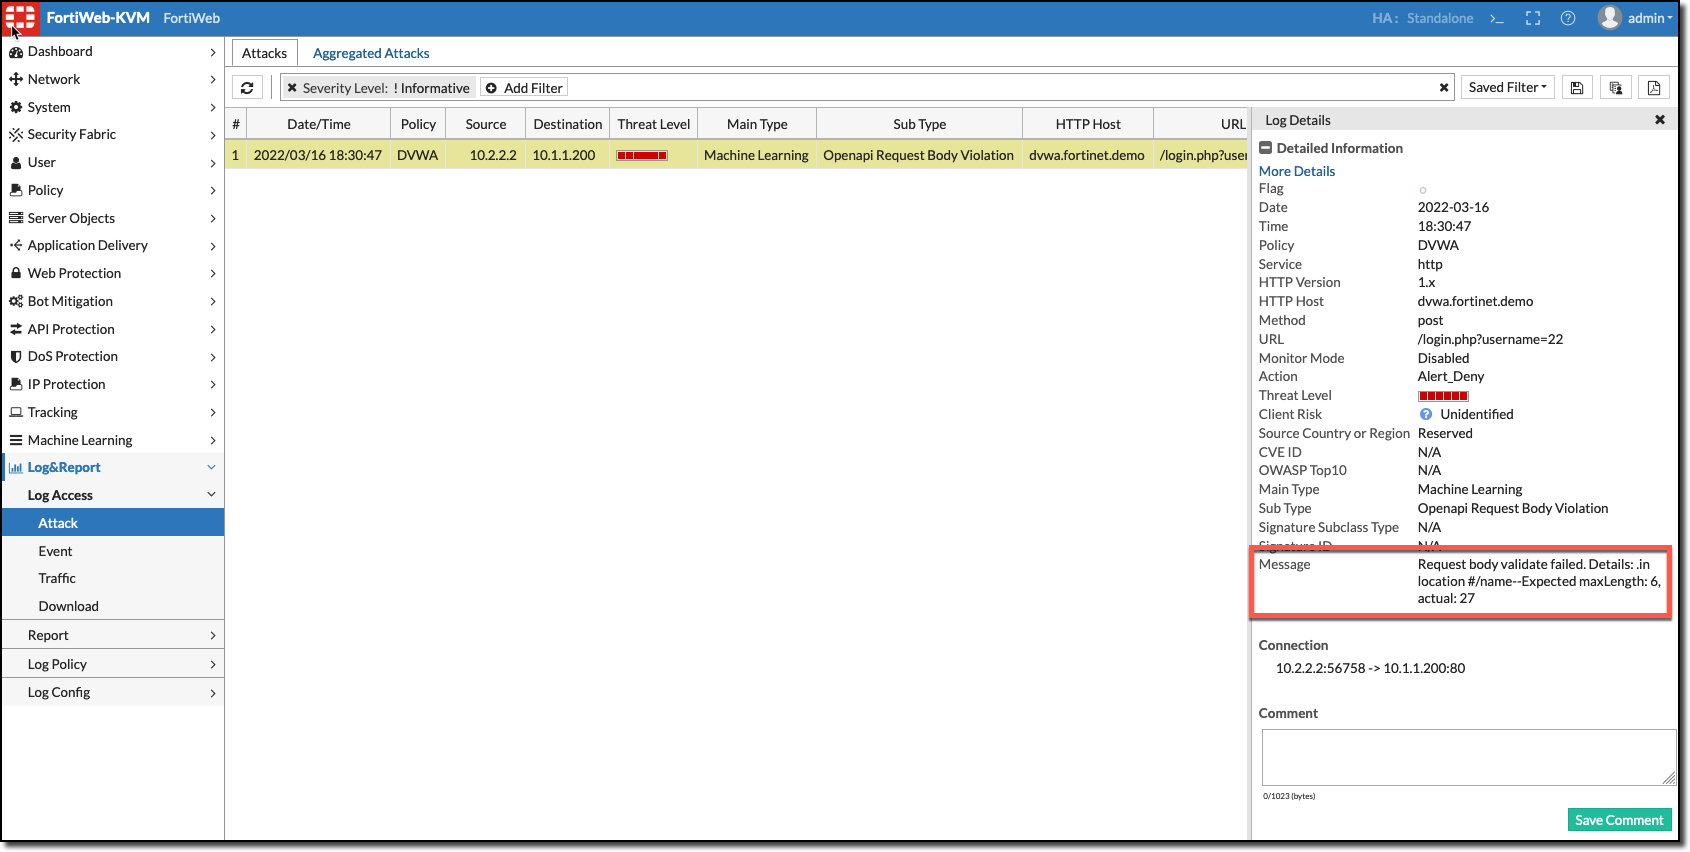 FortiWeb-KVM FortiWeb HA: Standalone >_ admin
Dashboard
Network
System
Security Fabric
User
Policy
Server Objects
Application Delivery
Web Protection
Bot Mitigation
API Protection
DoS Protection
IP Protection
Tracking
Machine Learning
Log&Report
Log Access
Attack
Event
Traffic
Download
Report
Log Policy
Log Config
Attacks Aggregated Attacks
Severity Level: ! Informative Add Filter Saved Filter
# Date/Time Policy Source Destination Threat Level Main Type Sub Type HTTP Host URL
1 2022/03/16 18:30:47 DVWA 10.2.2.2 10.1.1.200 Machine Learning Openapi Request Body Violation dvwa.fortinet.demo /login.php?user
Log Details
Detailed Information
More Details
Flag
Date 2022-03-16
Time 18:30:47
Policy DVWA
Service http
HTTP Version 1.x
HTTP Host dvwa.fortinet.demo
Method post
URL /login.php?username=22
Monitor Mode Disabled
Action Alert_Deny
Threat Level
Client Risk ? Unidentified
Source Country or Region Reserved
CVE ID N/A
OWASP Top10 N/A
Main Type Machine Learning
Sub Type Openapi Request Body Violation
Signature Subclass Type N/A
Signature ID N/A
Message Request body validate failed. Details: .in
location #/name--Expected maxLength: 6,
actual: 27
Connection
10.2.2.2:56758 -> 10.1.1.200:80
Comment
0/1023 (bytes)
Save Comment